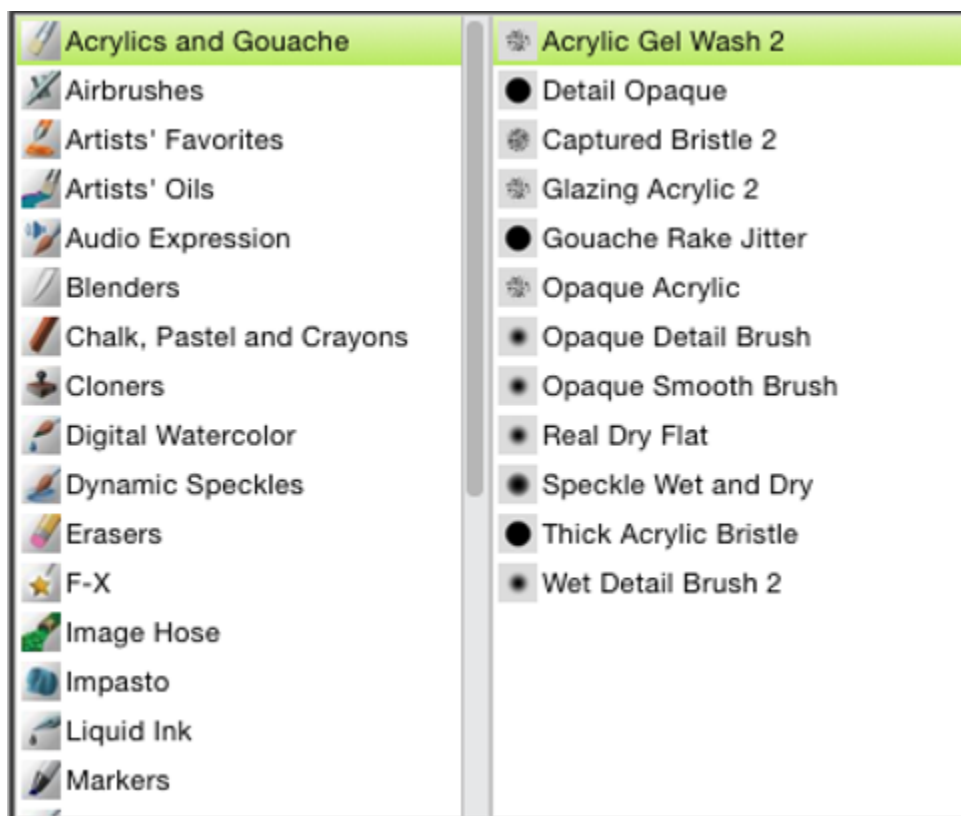 Acrylics and Gouache
Airbrushes
Artists' Favorites
Artists' Oils
Audio Expression
Blenders
Chalk, Pastel and Crayons
Cloners
Digital Watercolor
Dynamic Speckles
Erasers
F-X
Image Hose
Impasto
Liquid Ink
Markers
Acrylic Gel Wash 2
Detail Opaque
Captured Bristle 2
Glazing Acrylic 2
Gouache Rake Jitter
Opaque Acrylic
Opaque Detail Brush
Opaque Smooth Brush
Real Dry Flat
Speckle Wet and Dry
Thick Acrylic Bristle
Wet Detail Brush 2